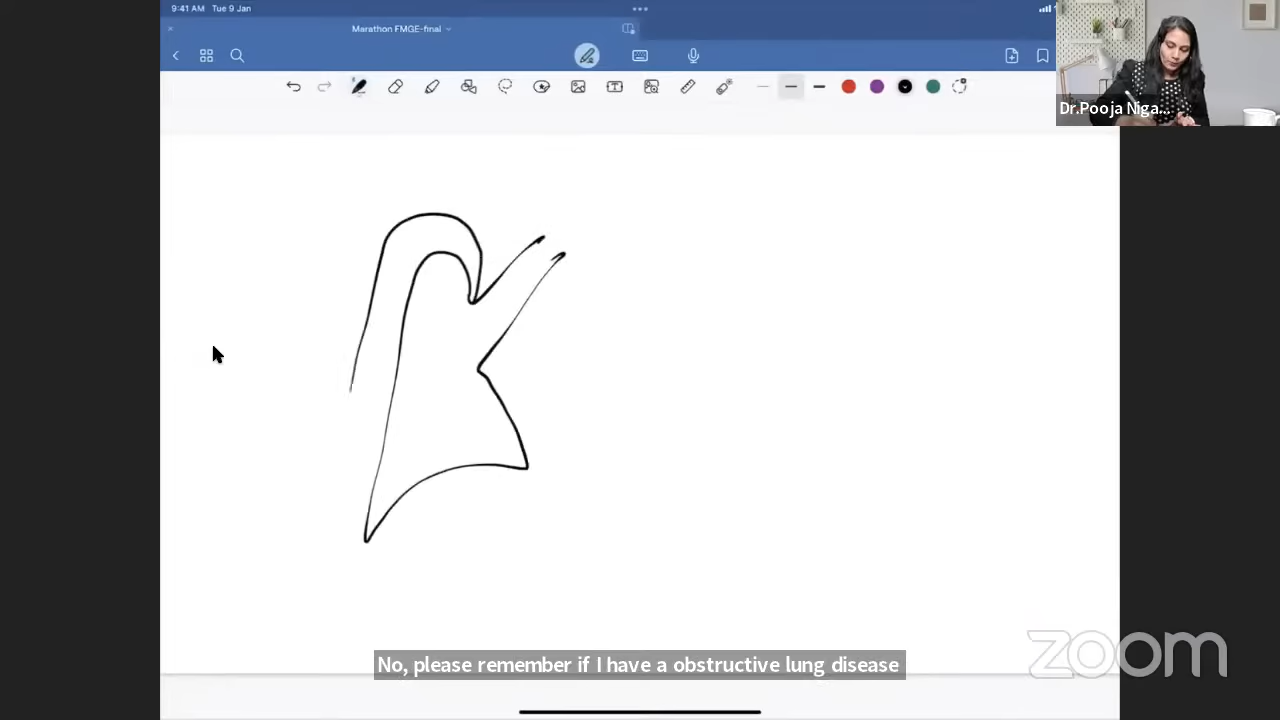 9:41 AM Tue 9 Jan
Marathon FMGE-final
Dr.Pooja Niga...
No, please remember if I have a obstructive lung disease
zoom